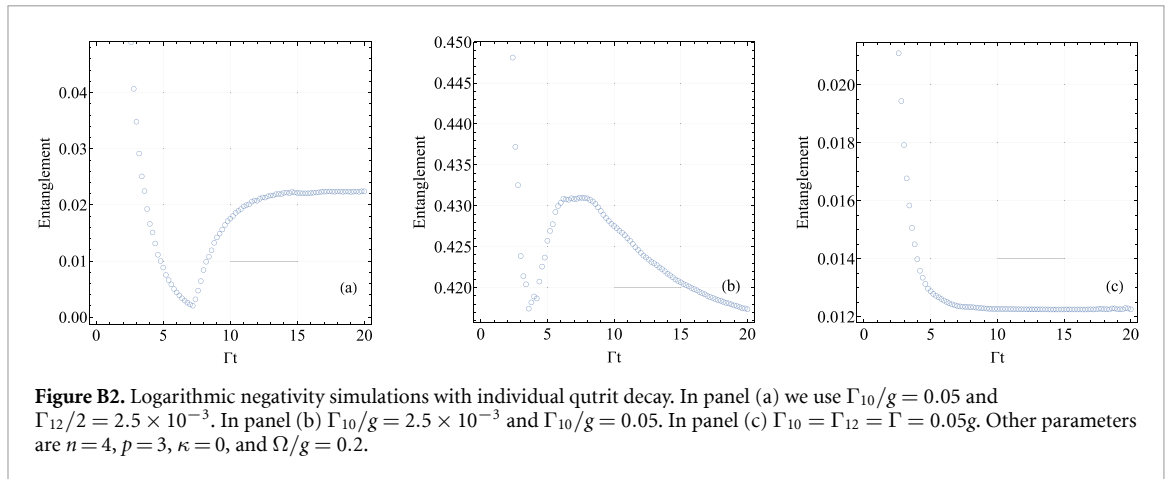 0.04
0.03
0.02
0.01
0.00
Entanglement
0 5 10 15 20
Γt
(a)
0.450
0.445
0.440
0.435
0.430
0.425
0.420
Entanglement
0 5 10 15 20
Γt
(b)
0.020
0.018
0.016
0.014
0.012
Entanglement
0 5 10 15 20
Γt
(c)
Figure B2. Logarithmic negativity simulations with individual qutrit decay. In panel (a) we use Γ₁₀/g = 0.05 and
Γ₁₂/2 = 2.5 × 10⁻³. In panel (b) Γ₁₀/g = 2.5 × 10⁻³ and Γ₁₀/g = 0.05. In panel (c) Γ₁₀ = Γ₁₂ = Γ = 0.05g. Other parameters
are n = 4, p = 3, κ = 0, and Ω/g = 0.2.